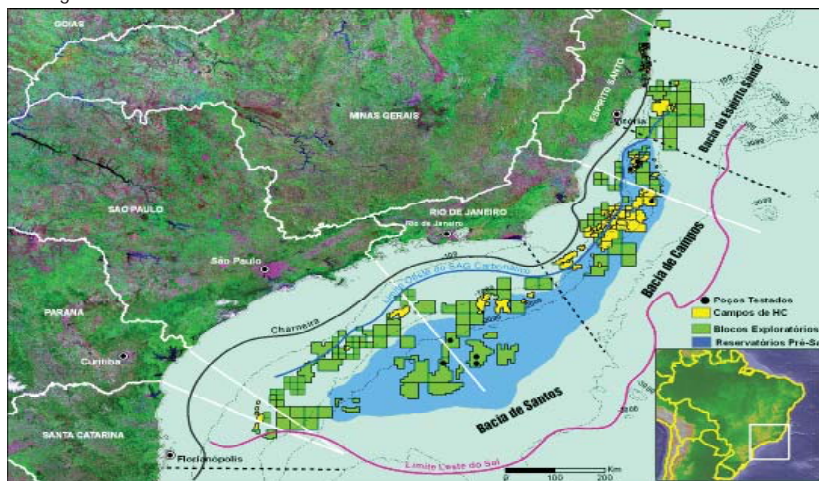 GOIAS
MINAS GERAIS
ESPIRITO SANTO
Vitória
Bacia do Espírito Santo
SAO PAULO
RIO DE JANEIRO
Rio de Janeiro
São Paulo
Bacia de Campos
PARANA
Charneira
Curitiba
Poços Testados
Campos de HC
Blocos Exploratórios
Reservatórios Pré-Sa
Bacia de Santos
SANTA CATARINA
Florianópolis
Limite Leste do Sal
0 100 200 Km